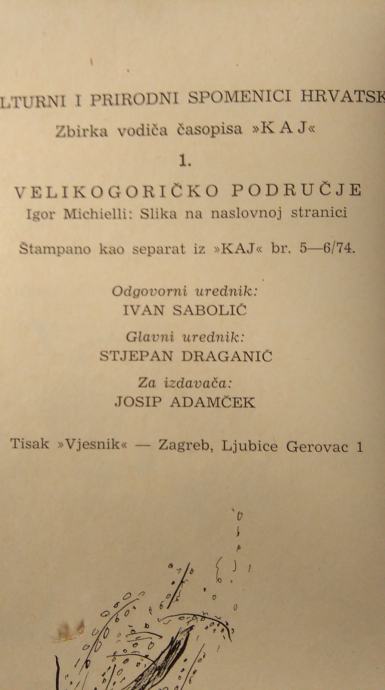 LTURNI I PRIRODNI SPOMENICI HRVATSK
Zbirka vodiča časopisa »K A J«
1.
VELIKOGORIČKO PODRUČJE
Igor Michielli: Slika na naslovnoj stranici
Štampano kao separat iz »KAJ« br. 5—6/74.
Odgovorni urednik:
IVAN SABOLIČ
Glavni urednik:
STJEPAN DRAGANIČ
Za izdavača:
JOSIP ADAMČEK
Tisak »Vjesnik« — Zagreb, Ljubice Gerovac 1